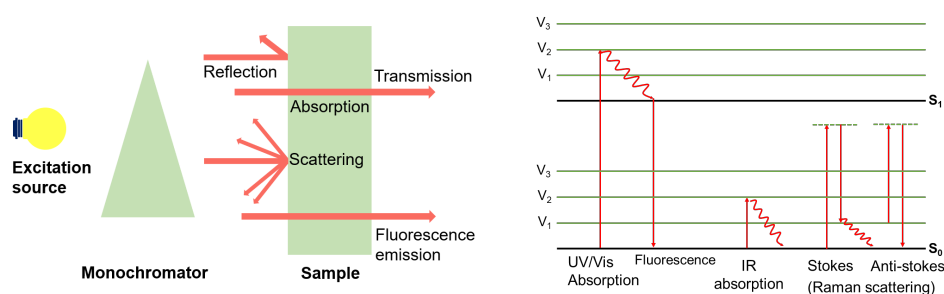 Excitation
source
Monochromator
Reflection
Transmission
Absorption
Scattering
Fluorescence
emission
Sample
V3
V2
V1
S1
V3
V2
V1
S0
UV/Vis
Absorption
Fluorescence
IR
absorption
Stokes
Anti-stokes
(Raman scattering)